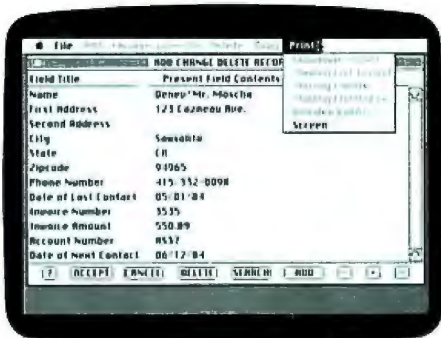 File Print
ADD CHANGE DELETE RECOR
Field Title Present Field Contents
Name Deney*Mr. Moscha
First Address 123 Cazneau Ave.
Second Address
City Sausalito
State CA
Zipcode 94965
Phone Number 415-332-0098
Date of Last Contact 05/01/84
Invoice Number 3535
Invoice Amount 550.89
Account Number A537
Date of Next Contact 06/12/84
Screen
? ACCEPT CANCEL DELETE SEARCH ADD - + =